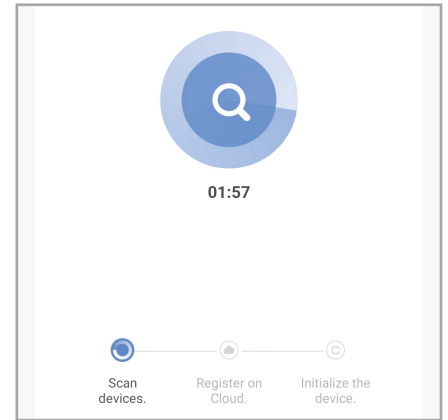 01:57
Scan
devices.
Register on
Cloud.
Initialize the
device.